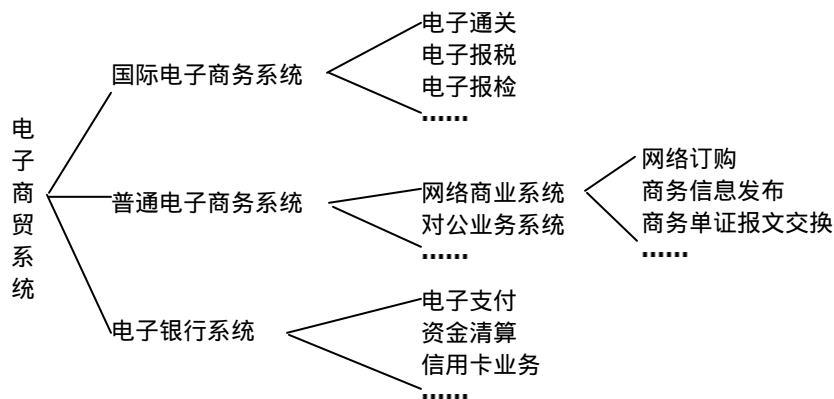 电子商贸系统
国际电子商务系统
电子通关
电子报税
电子报检
……
普通电子商务系统
网络商业系统
对公业务系统
……
网络订购
商务信息发布
商务单证报文交换
……
电子银行系统
电子支付
资金清算
信用卡业务
……